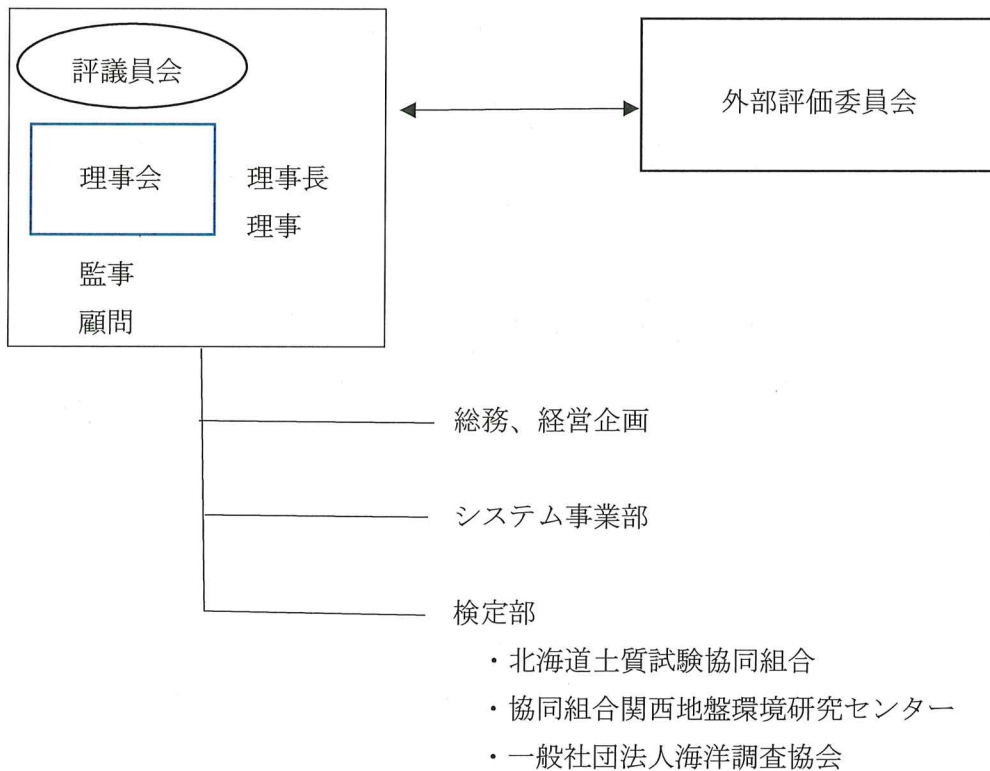 評議員会
外部評価委員会
理事会
理事長
理事
監事
顧問
総務、経営企画
システム事業部
検定部
・北海道土質試験協同組合
・協同組合関西地盤環境研究センター
・一般社団法人海洋調査協会